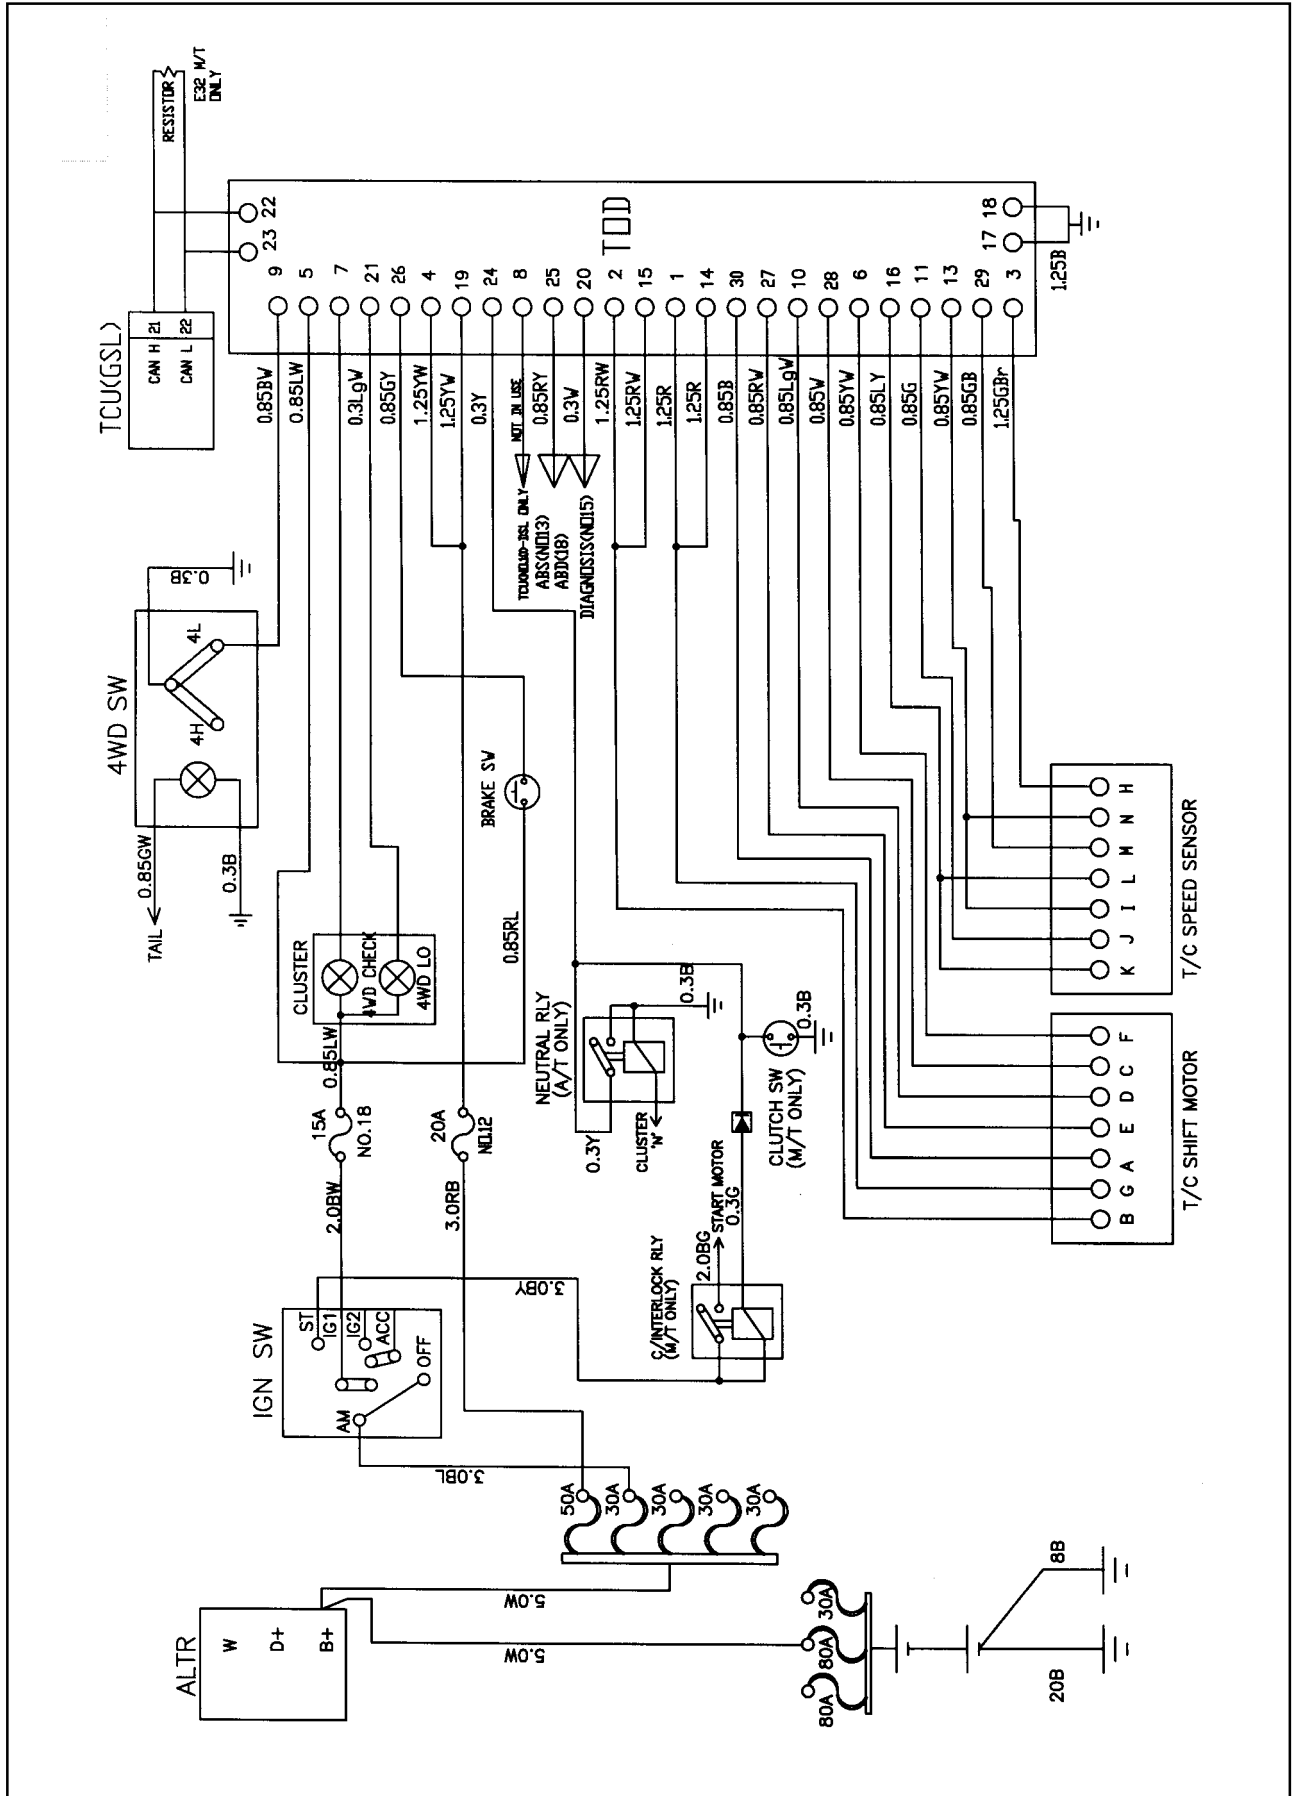 RESISTOR
E32 M/T
ONLY
TCU(GSL)
CAN H 21
CAN L 22
22
23
TOD
9
5
7
21
26
4
19
24
8
25
20
2
15
1
14
30
27
10
28
6
16
11
13
29
3
17
18
1.25B
0.85BW
0.85LW
0.3LgW
0.85GY
1.25YW
1.25YW
0.3Y
NOT IN USE
0.85RY
0.3W
1.25RW
1.25RW
1.25R
1.25R
0.85B
0.85RW
0.85LgW
0.85W
0.85YW
0.85LY
0.85G
0.85YW
0.85GB
1.25GBr
ABS(NO13)
ABD(18)
DIAGNOSIS(NO15)
4WD SW
0.3B
4L
4H
TAIL
0.85GW
0.3B
BRAKE SW
0.85RL
CLUSTER
4WD CHECK
4WD LO
0.85LW
15A
NO.18
20A
NO.12
2.0BW
3.0RB
NEUTRAL RLY
(A/T ONLY)
0.3B
0.3Y
CLUSTER
"N"
CLUTCH SW
(M/T ONLY)
0.3B
START MOTOR
0.3G
2.0BG
C/INTERLOCK RLY
(M/T ONLY)
3.0BY
IGN SW
ST
IG1
IG2
ACC
OFF
AM
3.0BL
50A
30A
30A
30A
30A
ALTR
W
D+
B+
5.0W
5.0W
80A
80A
30A
20B
8B
T/C SPEED SENSOR
K
J
I
L
M
N
H
T/C SHIFT MOTOR
B
G
A
E
D
C
F